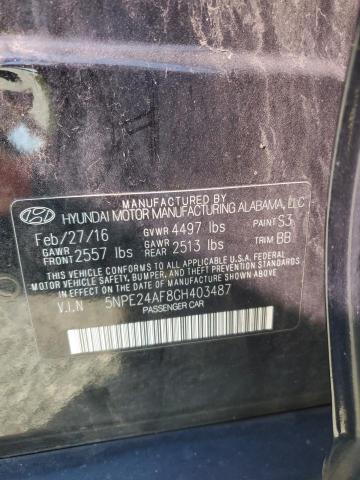 MANUFACTURED BY
HYUNDAI MOTOR MANUFACTURING ALABAMA, LLC
Feb/27/16 GVWR 4497 lbs PAINT S3
GAWR FRONT 2557 lbs GAWR REAR 2513 lbs TRIM BB
THIS VEHICLE CONFORMS TO ALL APPLICABLE FEDERAL
MOTOR VEHICLE SAFETY, BUMPER, AND THEFT PREVENTION
STANDARDS IN EFFECT ON THE DATE OF MANUFACTURE SHOWN ABOVE.
V.I.N 5NPE24AF8GH403487
PASSENGER CAR